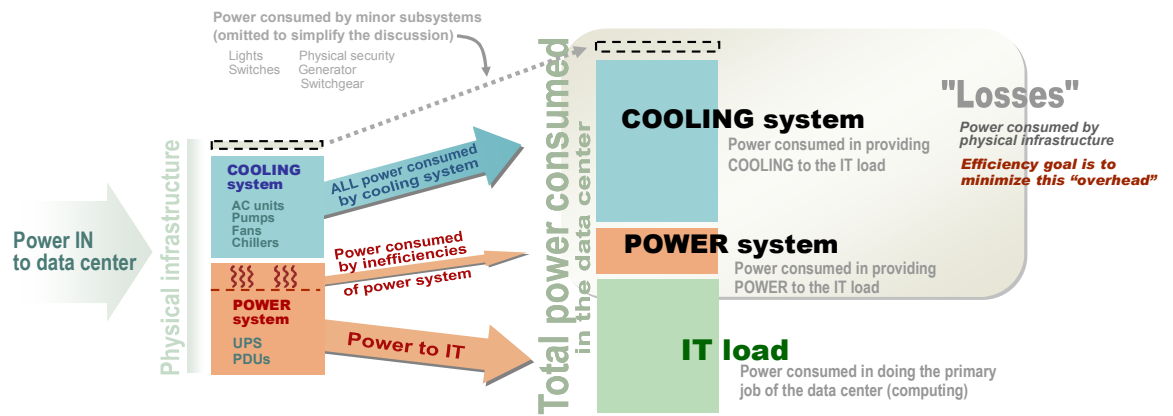 Power consumed by minor subsystems
(omitted to simplify the discussion)
Lights
Switches
Physical security
Generator
Switchgear
Power IN
to data center
Physical infrastructure
COOLING
system
AC units
Pumps
Fans
Chillers
POWER
system
UPS
PDUs
ALL power consumed
by cooling system
Power consumed
by inefficiencies
of power system
Power to IT
Total power consumed
in the data center
COOLING system
Power consumed in providing
COOLING to the IT load
POWER system
Power consumed in providing
POWER to the IT load
IT load
Power consumed in doing the primary
job of the data center (computing)
"Losses"
Power consumed by
physical infrastructure
Efficiency goal is to
minimize this “overhead”